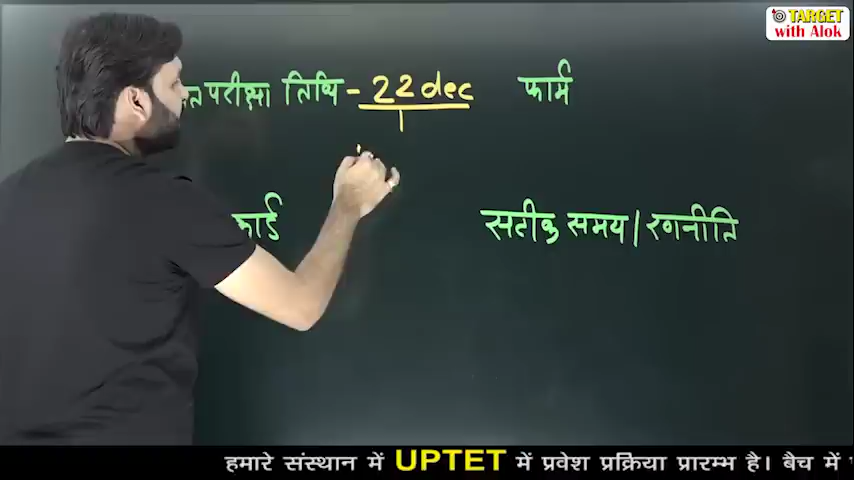 TARGET
with Alok
परीक्षा तिथि - 22 dec फार्म
कार्ड सटीक समय | रणनीति
हमारे संस्थान में UPTET में प्रवेश प्रक्रिया प्रारम्भ है। बैच में